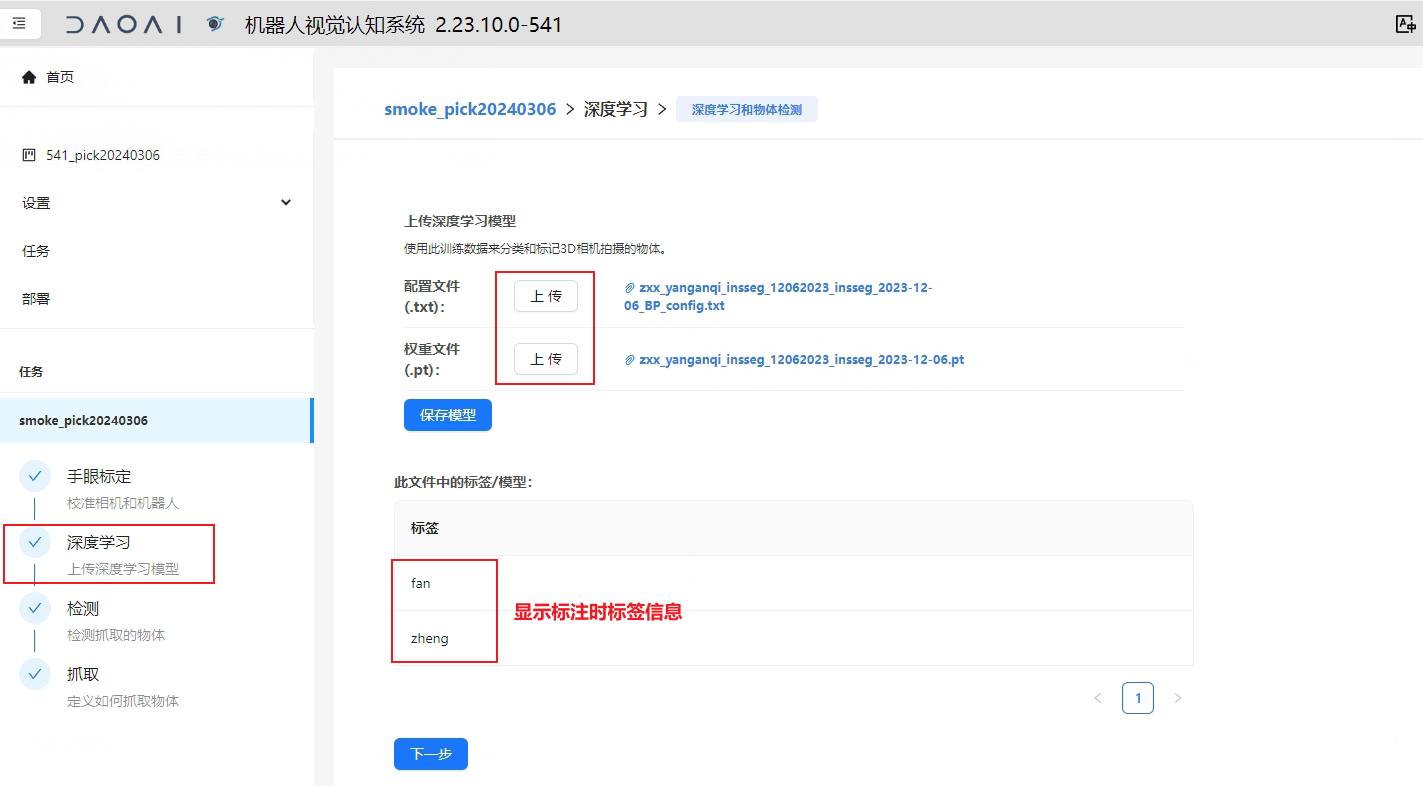 DAOAI 机器人视觉认知系统 2.23.10.0-541
首页
541_pick20240306
设置
任务
部署
任务
smoke_pick20240306
手眼标定
校准相机和机器人
深度学习
上传深度学习模型
检测
检测抓取的物体
抓取
定义如何抓取物体
smoke_pick20240306 > 深度学习 > 深度学习和物体检测
上传深度学习模型
使用此训练数据来分类和标记3D相机拍摄的物体。
配置文件
(.txt):
上 传
zxx_yanganqi_insseg_12062023_insseg_2023-12-
06_BP_config.txt
权重文件
(.pt):
上 传
zxx_yanganqi_insseg_12062023_insseg_2023-12-06.pt
保存模型
此文件中的标签/模型:
标签
fan
zheng
显示标注时标签信息
< 1 >
下一步